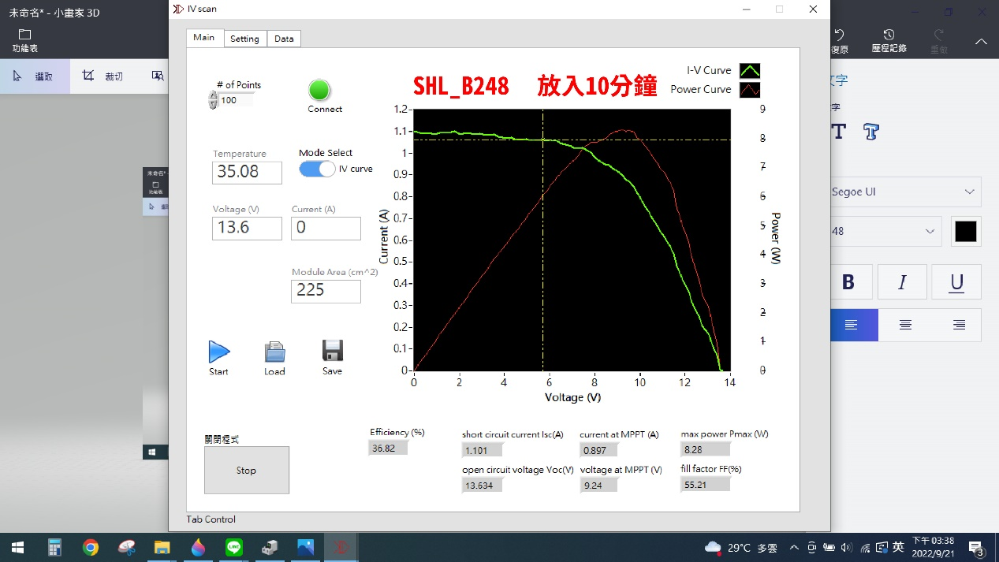 未命名* - 小畫家 3D
功能表
選取
裁切
IV scan
Main
Setting
Data
# of Points
100
Connect
SHL_B248 放入10分鐘
I-V Curve
Power Curve
Temperature
35.08
Mode Select
IV curve
Voltage (V)
13.6
Current (A)
0
Module Area (cm^2)
225
Start
Load
Save
Current (A)
1.2
1.1
1
0.9
0.8
0.7
0.6
0.5
0.4
0.3
0.2
0.1
0
0 2 4 6 8 10 12 14
Voltage (V)
9
8
7
6
5
4
3
2
1
0
Power (W)
關閉程式
Stop
Efficiency (%)
36.82
short circuit current Isc(A)
1.101
current at MPPT (A)
0.897
max power Pmax (W)
8.28
open circuit voltage Voc(V)
13.634
voltage at MPPT (V)
9.24
fill factor FF(%)
55.21
Tab Control
復原
歷程記錄
重做
文字
字
T
T
Segoe UI
48
B I U
未命名* -
功能表
LINE
29°C 多雲
英
下午 03:38
2022/9/21
3